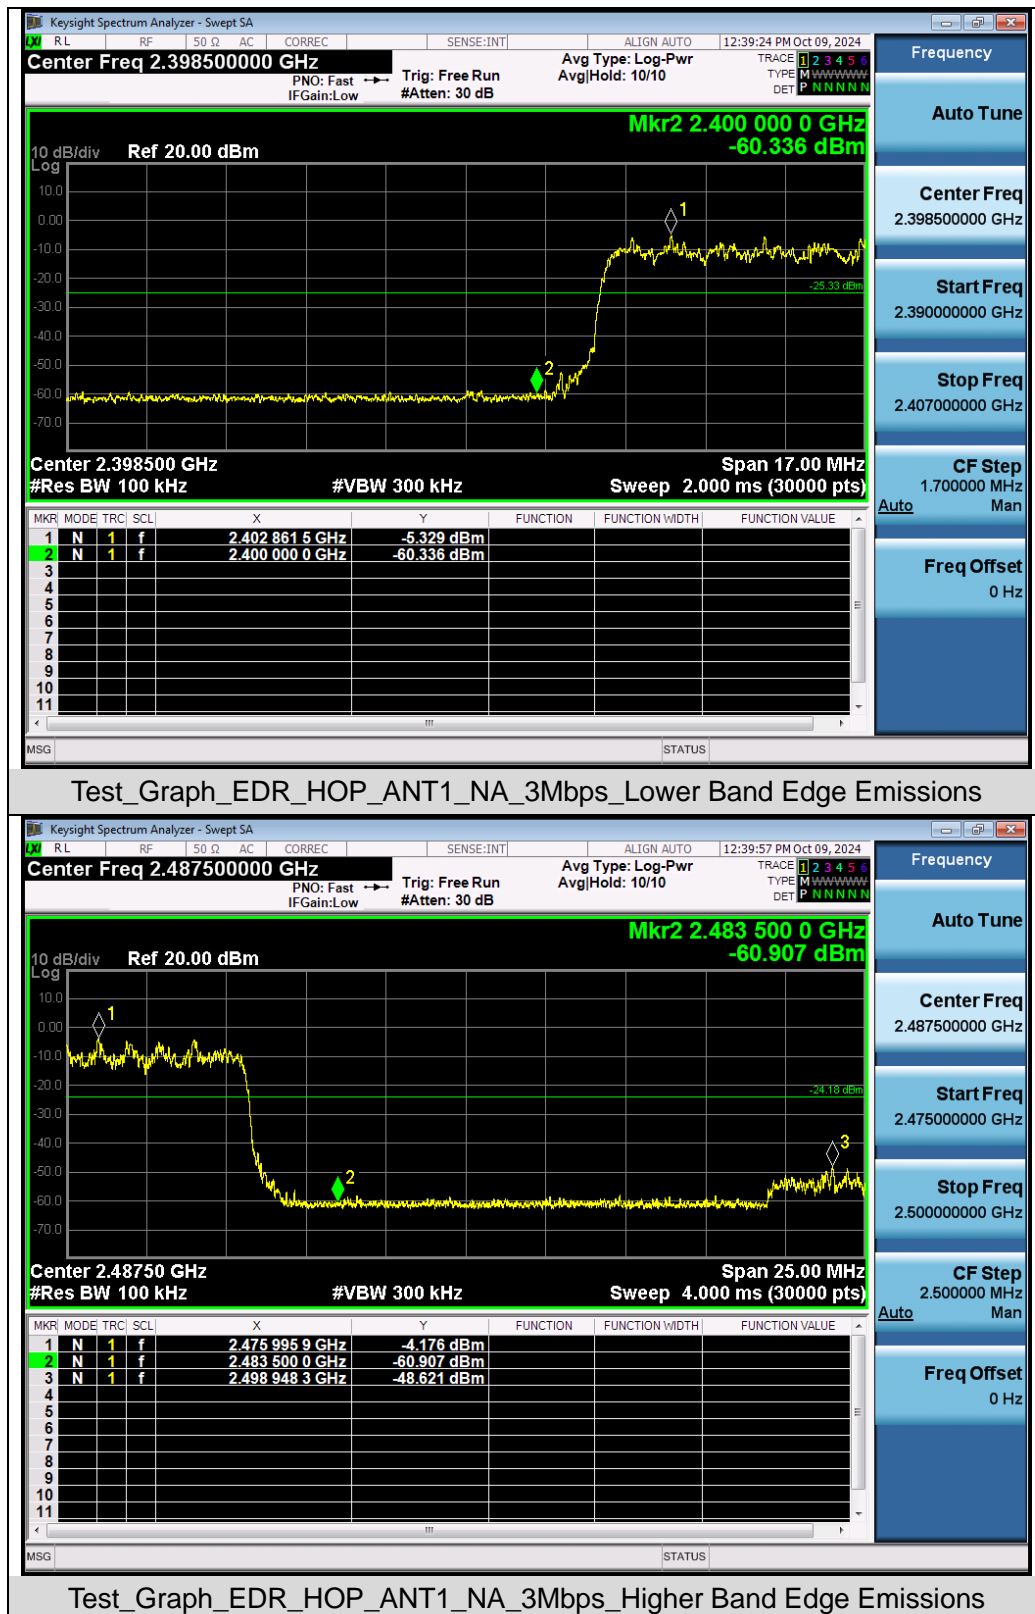 Keysight Spectrum Analyzer - Swept SA
LXI RL RF 50 Ω AC CORREC SENSE:INT ALIGN AUTO 12:39:24 PM Oct 09, 2024
Center Freq 2.398500000 GHz
PNO: Fast
IFGain:Low
Trig: Free Run
#Atten: 30 dB
Avg Type: Log-Pwr
Avg|Hold: 10/10
TRACE 1 2 3 4 5 6
TYPE M WWWWW
DET P N N N N N
Mkr2 2.400 000 0 GHz
-60.336 dBm
10 dB/div Ref 20.00 dBm
Log
10.0
0.00
-10.0
-20.0
-30.0
-40.0
-50.0
-60.0
-70.0
1
-25.33 dBm
2
Center 2.398500 GHz Span 17.00 MHz
#Res BW 100 kHz #VBW 300 kHz Sweep 2.000 ms (30000 pts)
MKR MODE TRC SCL X Y FUNCTION FUNCTION WIDTH FUNCTION VALUE
1 N 1 f 2.402 861 5 GHz -5.329 dBm
2 N 1 f 2.400 000 0 GHz -60.336 dBm
3
4
5
6
7
8
9
10
11
MSG STATUS
Frequency
Auto Tune
Center Freq
2.398500000 GHz
Start Freq
2.390000000 GHz
Stop Freq
2.407000000 GHz
CF Step
1.700000 MHz
Auto Man
Freq Offset
0 Hz
Test_Graph_EDR_HOP_ANT1_NA_3Mbps_Lower Band Edge Emissions
Keysight Spectrum Analyzer - Swept SA
LXI RL RF 50 Ω AC CORREC SENSE:INT ALIGN AUTO 12:39:57 PM Oct 09, 2024
Center Freq 2.487500000 GHz
PNO: Fast
IFGain:Low
Trig: Free Run
#Atten: 30 dB
Avg Type: Log-Pwr
Avg|Hold: 10/10
TRACE 1 2 3 4 5 6
TYPE M WWWWW
DET P N N N N N
Mkr2 2.483 500 0 GHz
-60.907 dBm
10 dB/div Ref 20.00 dBm
Log
10.0
0.00
-10.0
-20.0
-30.0
-40.0
-50.0
-60.0
-70.0
1
-24.18 dBm
3
2
Center 2.48750 GHz Span 25.00 MHz
#Res BW 100 kHz #VBW 300 kHz Sweep 4.000 ms (30000 pts)
MKR MODE TRC SCL X Y FUNCTION FUNCTION WIDTH FUNCTION VALUE
1 N 1 f 2.475 995 9 GHz -4.176 dBm
2 N 1 f 2.483 500 0 GHz -60.907 dBm
3 N 1 f 2.498 948 3 GHz -48.621 dBm
4
5
6
7
8
9
10
11
MSG STATUS
Frequency
Auto Tune
Center Freq
2.487500000 GHz
Start Freq
2.475000000 GHz
Stop Freq
2.500000000 GHz
CF Step
2.500000 MHz
Auto Man
Freq Offset
0 Hz
Test_Graph_EDR_HOP_ANT1_NA_3Mbps_Higher Band Edge Emissions